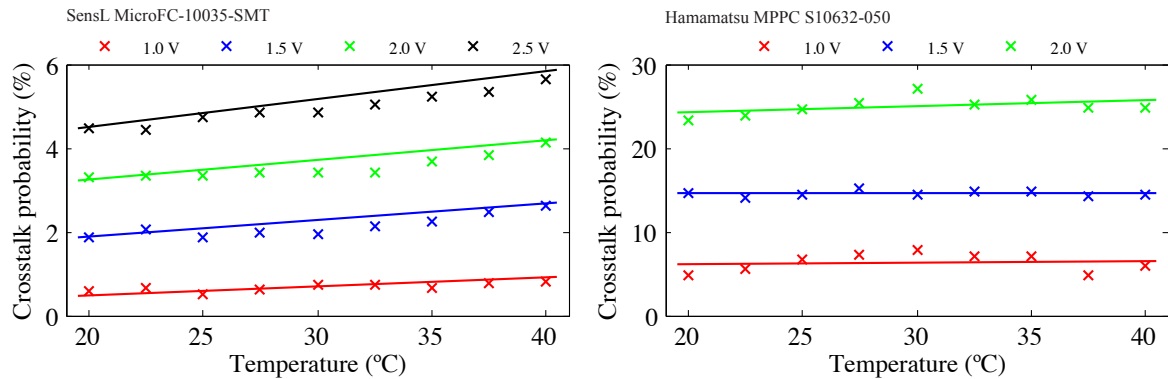 SensL MicroFC-10035-SMT
1.0 V 1.5 V 2.0 V 2.5 V
Crosstalk probability (%)
6
4
2
0
20 25 30 35 40
Temperature (ºC)
Hamamatsu MPPC S10632-050
1.0 V 1.5 V 2.0 V
Crosstalk probability (%)
30
20
10
0
20 25 30 35 40
Temperature (ºC)